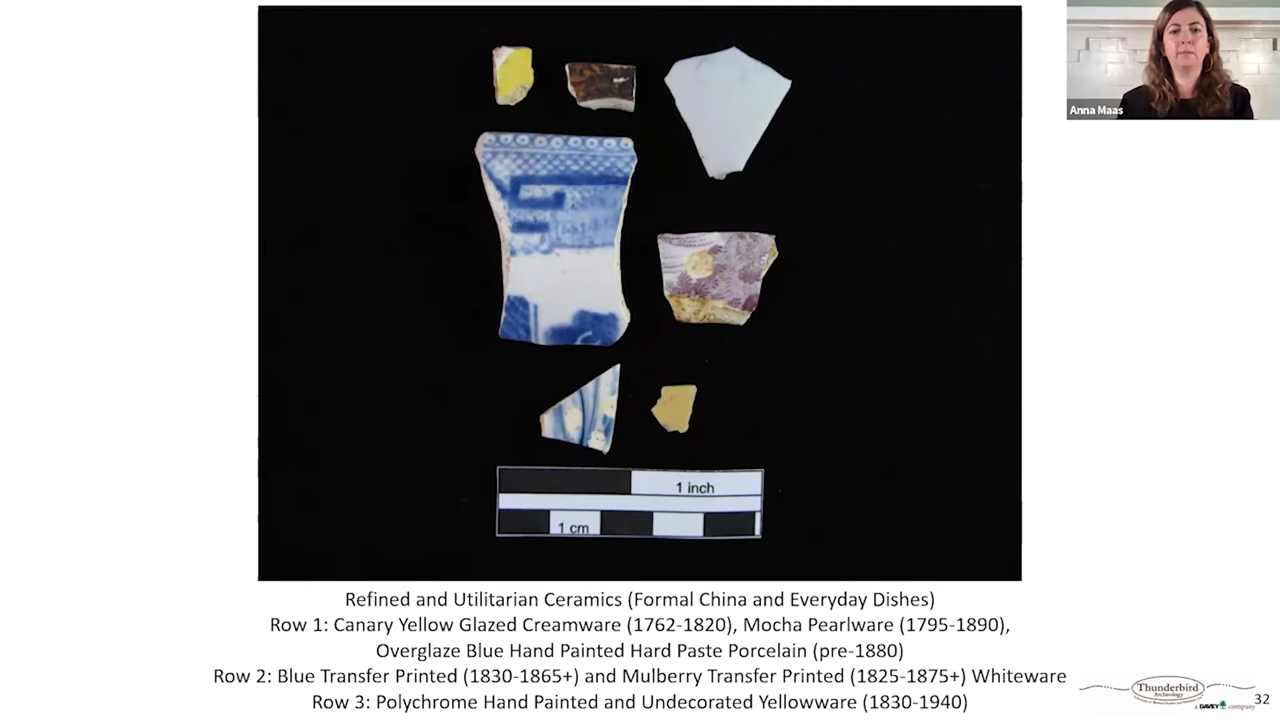 Anna Maas
1 inch
1 cm
Refined and Utilitarian Ceramics (Formal China and Everyday Dishes)
Row 1: Canary Yellow Glazed Creamware (1762-1820), Mocha Pearlware (1795-1890),
Overglaze Blue Hand Painted Hard Paste Porcelain (pre-1880)
Row 2: Blue Transfer Printed (1830-1865+) and Mulberry Transfer Printed (1825-1875+) Whiteware
Row 3: Polychrome Hand Painted and Undecorated Yellowware (1830-1940)
Thunderbird
Archeology
a DAVEY company
32